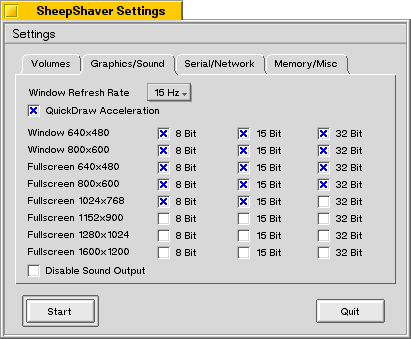 SheepShaver Settings
Settings
Volumes Graphics/Sound Serial/Network Memory/Misc
Window Refresh Rate 15 Hz
QuickDraw Acceleration
Window 640x480 8 Bit 15 Bit 32 Bit
Window 800x600 8 Bit 15 Bit 32 Bit
Fullscreen 640x480 8 Bit 15 Bit 32 Bit
Fullscreen 800x600 8 Bit 15 Bit 32 Bit
Fullscreen 1024x768 8 Bit 15 Bit 32 Bit
Fullscreen 1152x900 8 Bit 15 Bit 32 Bit
Fullscreen 1280x1024 8 Bit 15 Bit 32 Bit
Fullscreen 1600x1200 8 Bit 15 Bit 32 Bit
Disable Sound Output
Start Quit